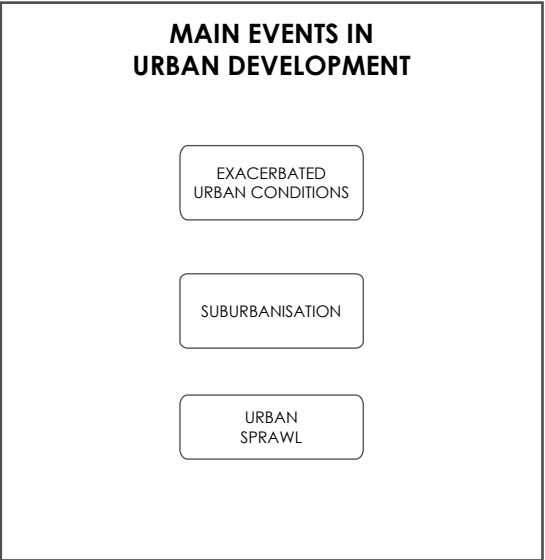 MAIN EVENTS IN
URBAN DEVELOPMENT
EXACERBATED
URBAN CONDITIONS
SUBURBANISATION
URBAN
SPRAWL